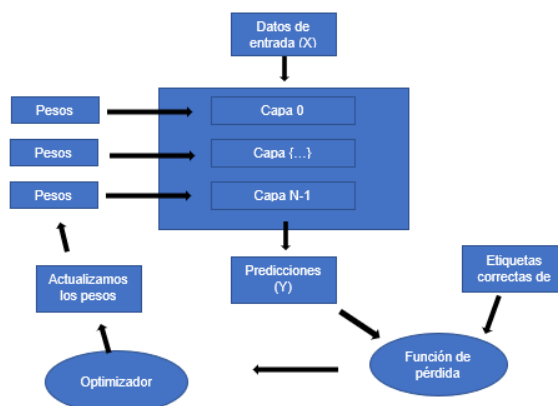 Datos de
entrada (X)
Pesos
Capa 0
Pesos
Capa {...}
Pesos
Capa N-1
Actualizamos
los pesos
Predicciones
(Y)
Etiquetas
correctas de
Optimizador
Función de
pérdida